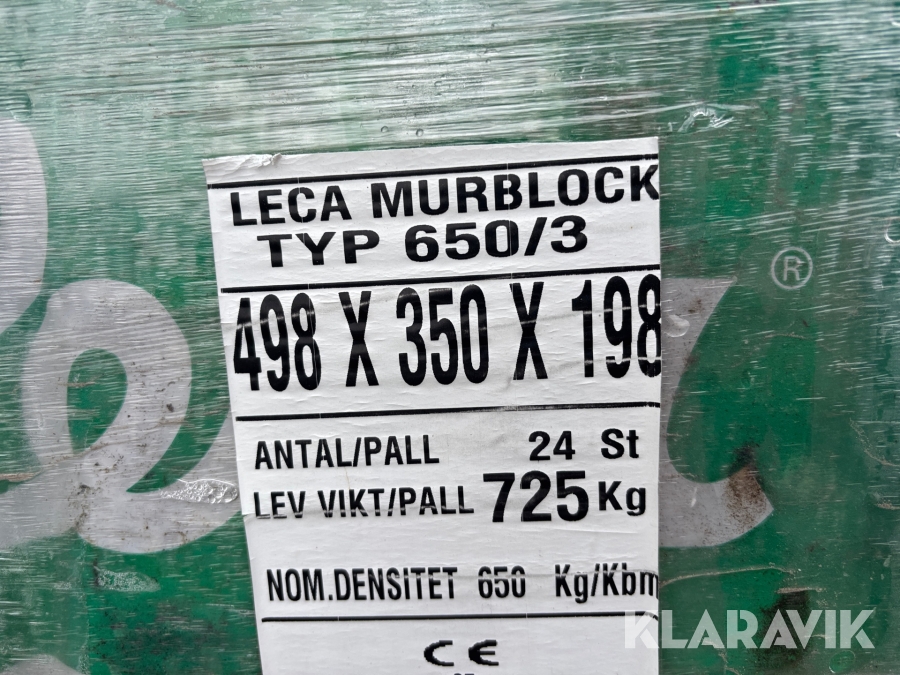 LECA MURBLOCK
TYP 650/3
®
498 X 350 X 198
ANTAL/PALL 24 St
LEV VIKT/PALL 725 Kg
NOM.DENSITET 650 Kg/Kbm
CE
KLARAVIK